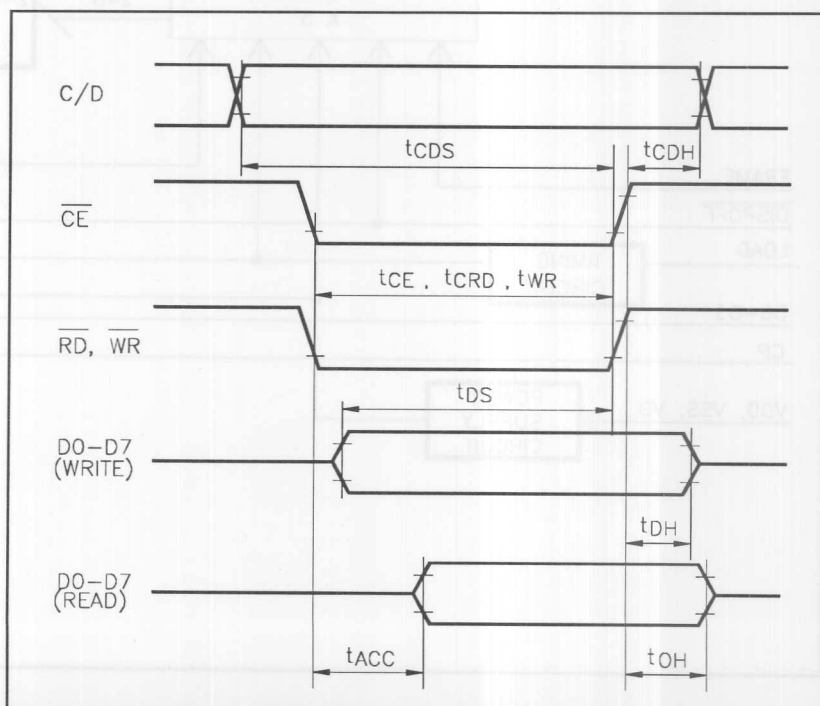 C/D
tCDS
tCDH
CE
tCE , tCRD, tWR
RD, WR
tDS
D0-D7
(WRITE)
tDH
D0-D7
(READ)
tACC
tOH